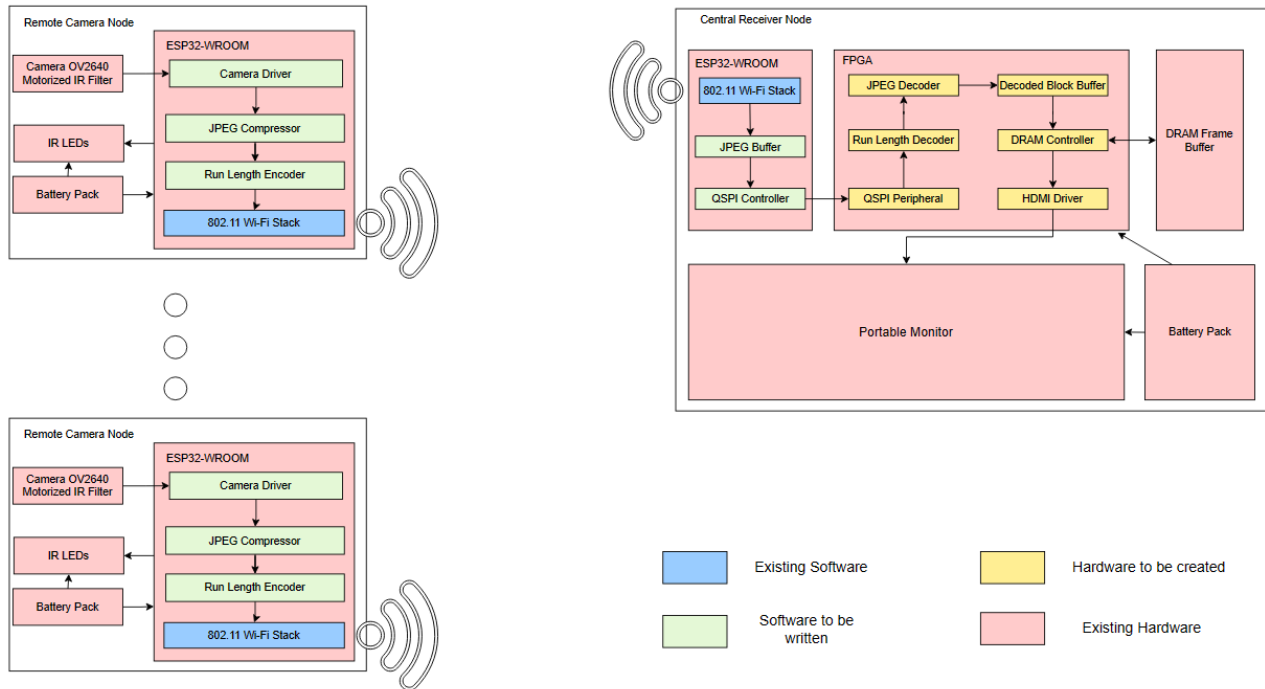 Remote Camera Node
ESP32-WROOM
Camera OV2640
Motorized IR Filter
Camera Driver
JPEG Compressor
IR LEDs
Run Length Encoder
Battery Pack
802.11 Wi-Fi Stack
Central Receiver Node
ESP32-WROOM
802.11 Wi-Fi Stack
JPEG Buffer
QSPI Controller
FPGA
JPEG Decoder
Decoded Block Buffer
Run Length Decoder
DRAM Controller
QSPI Peripheral
HDMI Driver
DRAM Frame
Buffer
Portable Monitor
Battery Pack
Remote Camera Node
ESP32-WROOM
Camera OV2640
Motorized IR Filter
Camera Driver
JPEG Compressor
IR LEDs
Run Length Encoder
Battery Pack
802.11 Wi-Fi Stack
Existing Software
Hardware to be created
Software to be
written
Existing Hardware